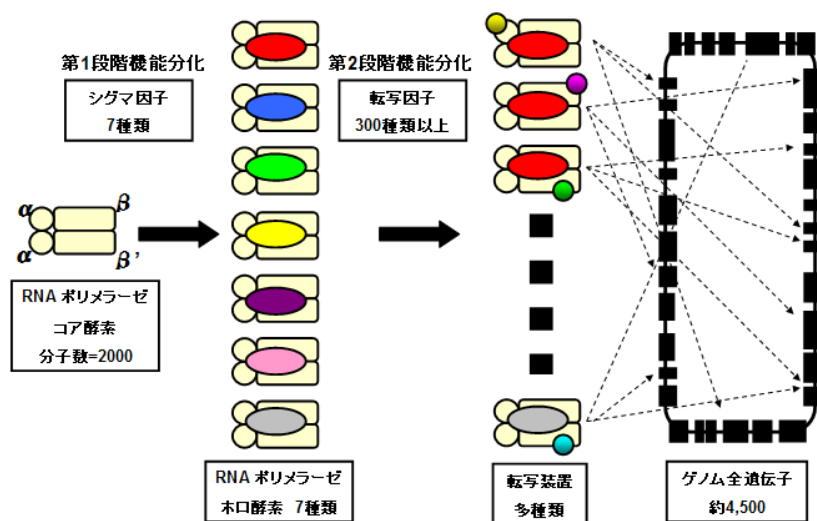 第1段階機能分化
シグマ因子
7種類
第2段階機能分化
転写因子
300種類以上
α β
α β'
RNA ポリメラーゼ
コア酵素
分子数=2000
RNA ポリメラーゼ
ホロ酵素 7種類
転写装置
多種類
ゲノム全遺伝子
約4,500